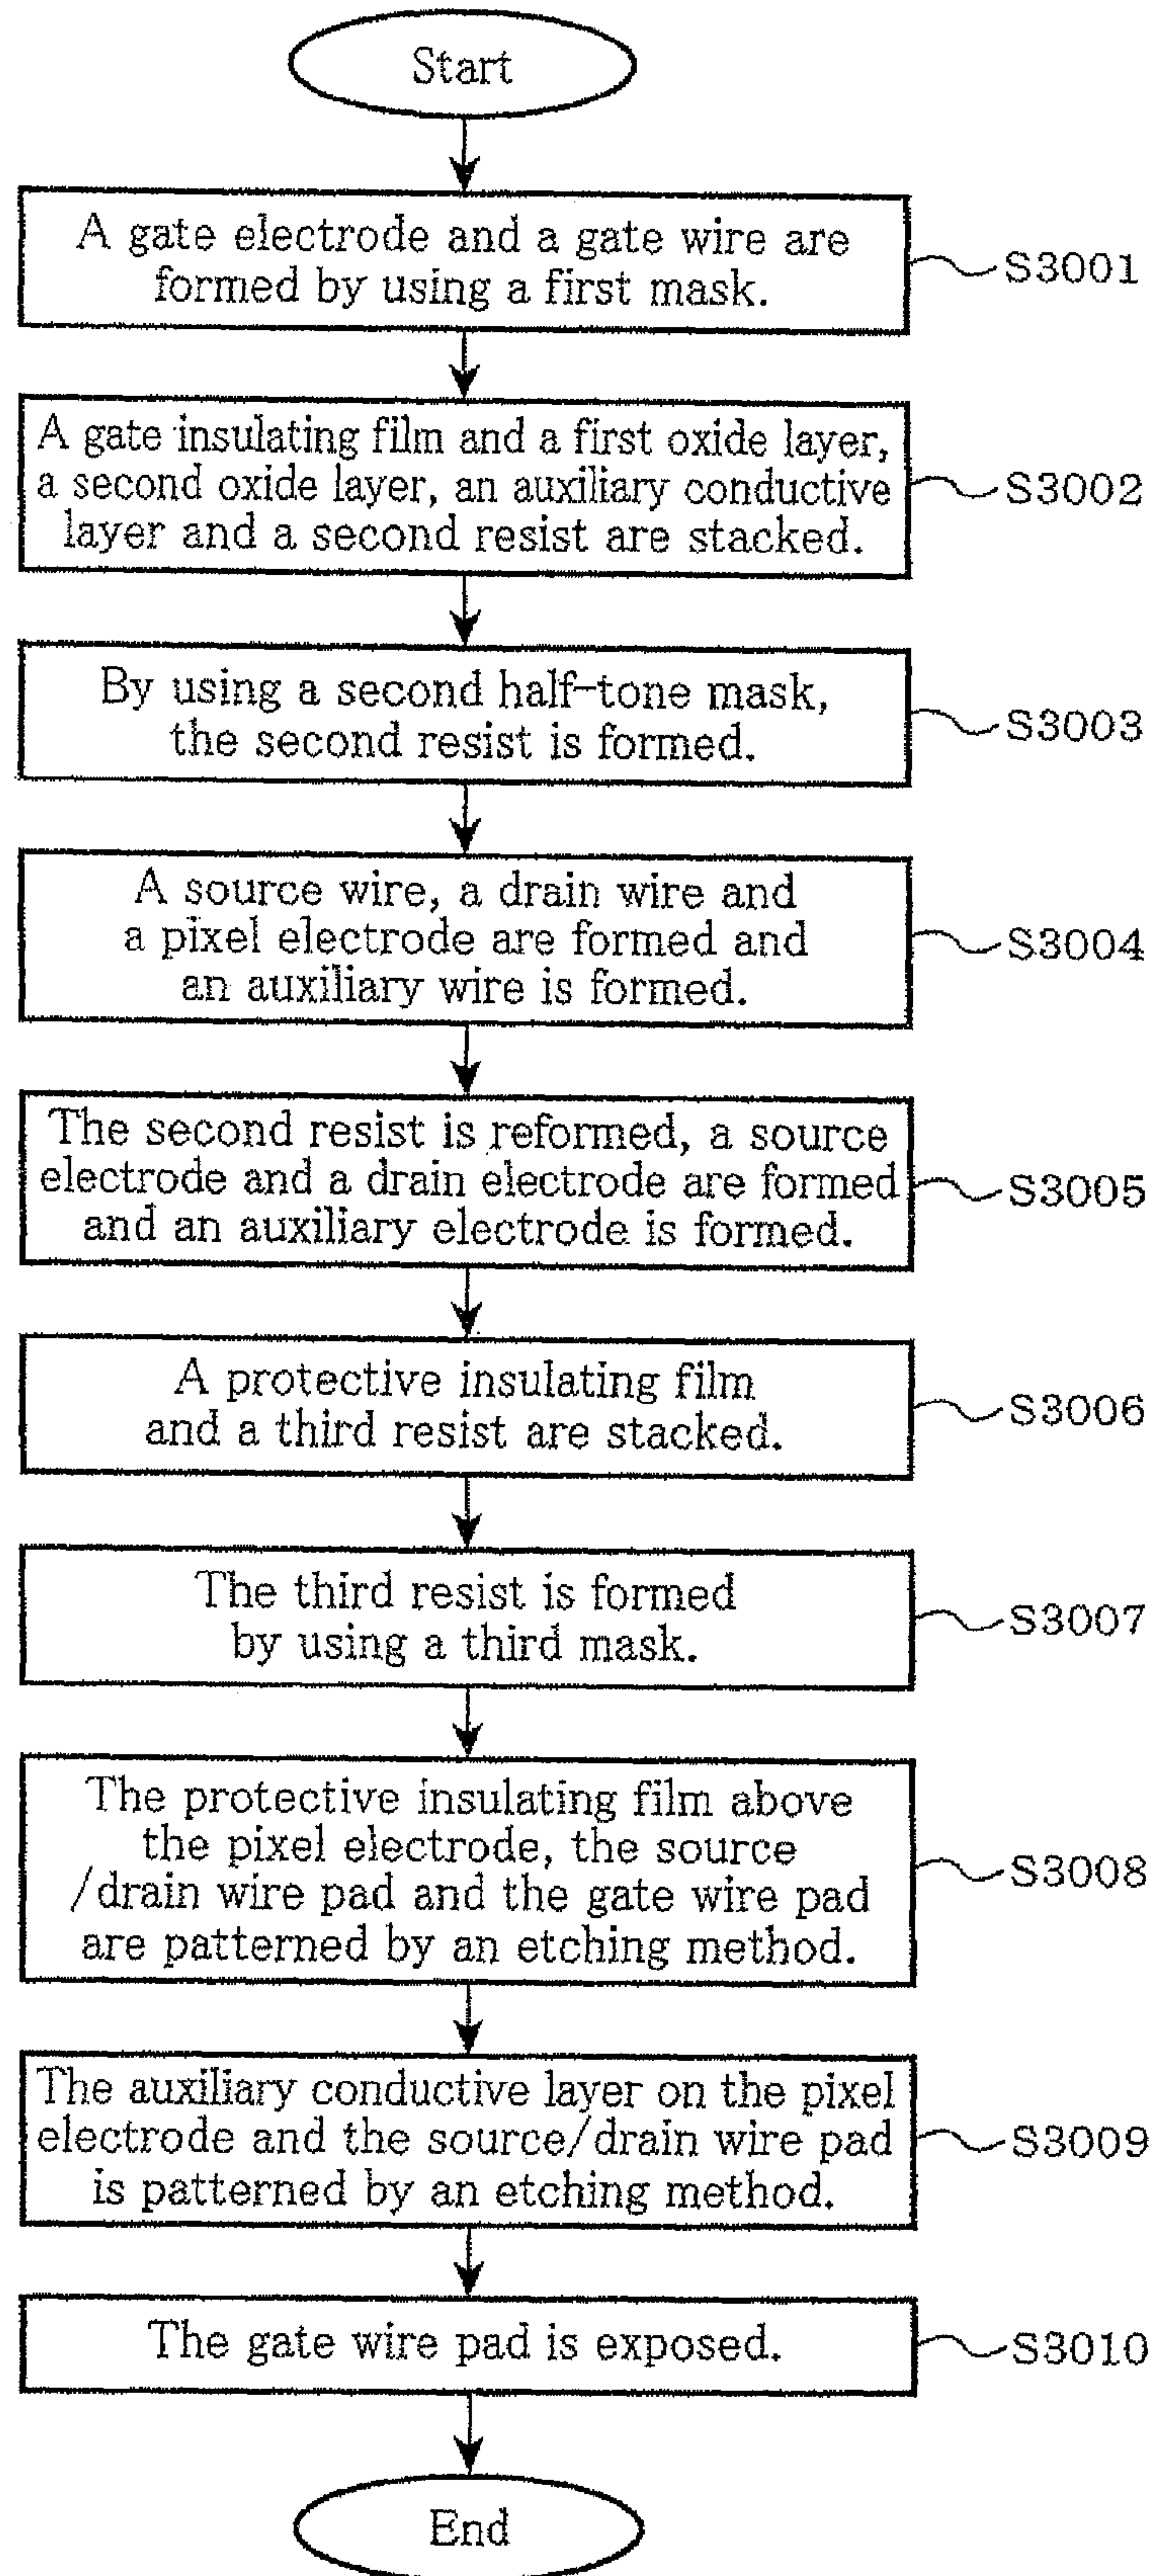 Start
A gate electrode and a gate wire are
formed by using a first mask.
S3001
A gate insulating film and a first oxide layer,
a second oxide layer, an auxiliary conductive
layer and a second resist are stacked.
S3002
By using a second half-tone mask,
the second resist is formed.
S3003
A source wire, a drain wire and
a pixel electrode are formed and
an auxiliary wire is formed.
S3004
The second resist is reformed, a source
electrode and a drain electrode are formed
and an auxiliary electrode is formed.
S3005
A protective insulating film
and a third resist are stacked.
S3006
The third resist is formed
by using a third mask.
S3007
The protective insulating film above
the pixel electrode, the source
/drain wire pad and the gate wire pad
are patterned by an etching method.
S3008
The auxiliary conductive layer on the pixel
electrode and the source/drain wire pad
is patterned by an etching method.
S3009
The gate wire pad is exposed.
S3010
End